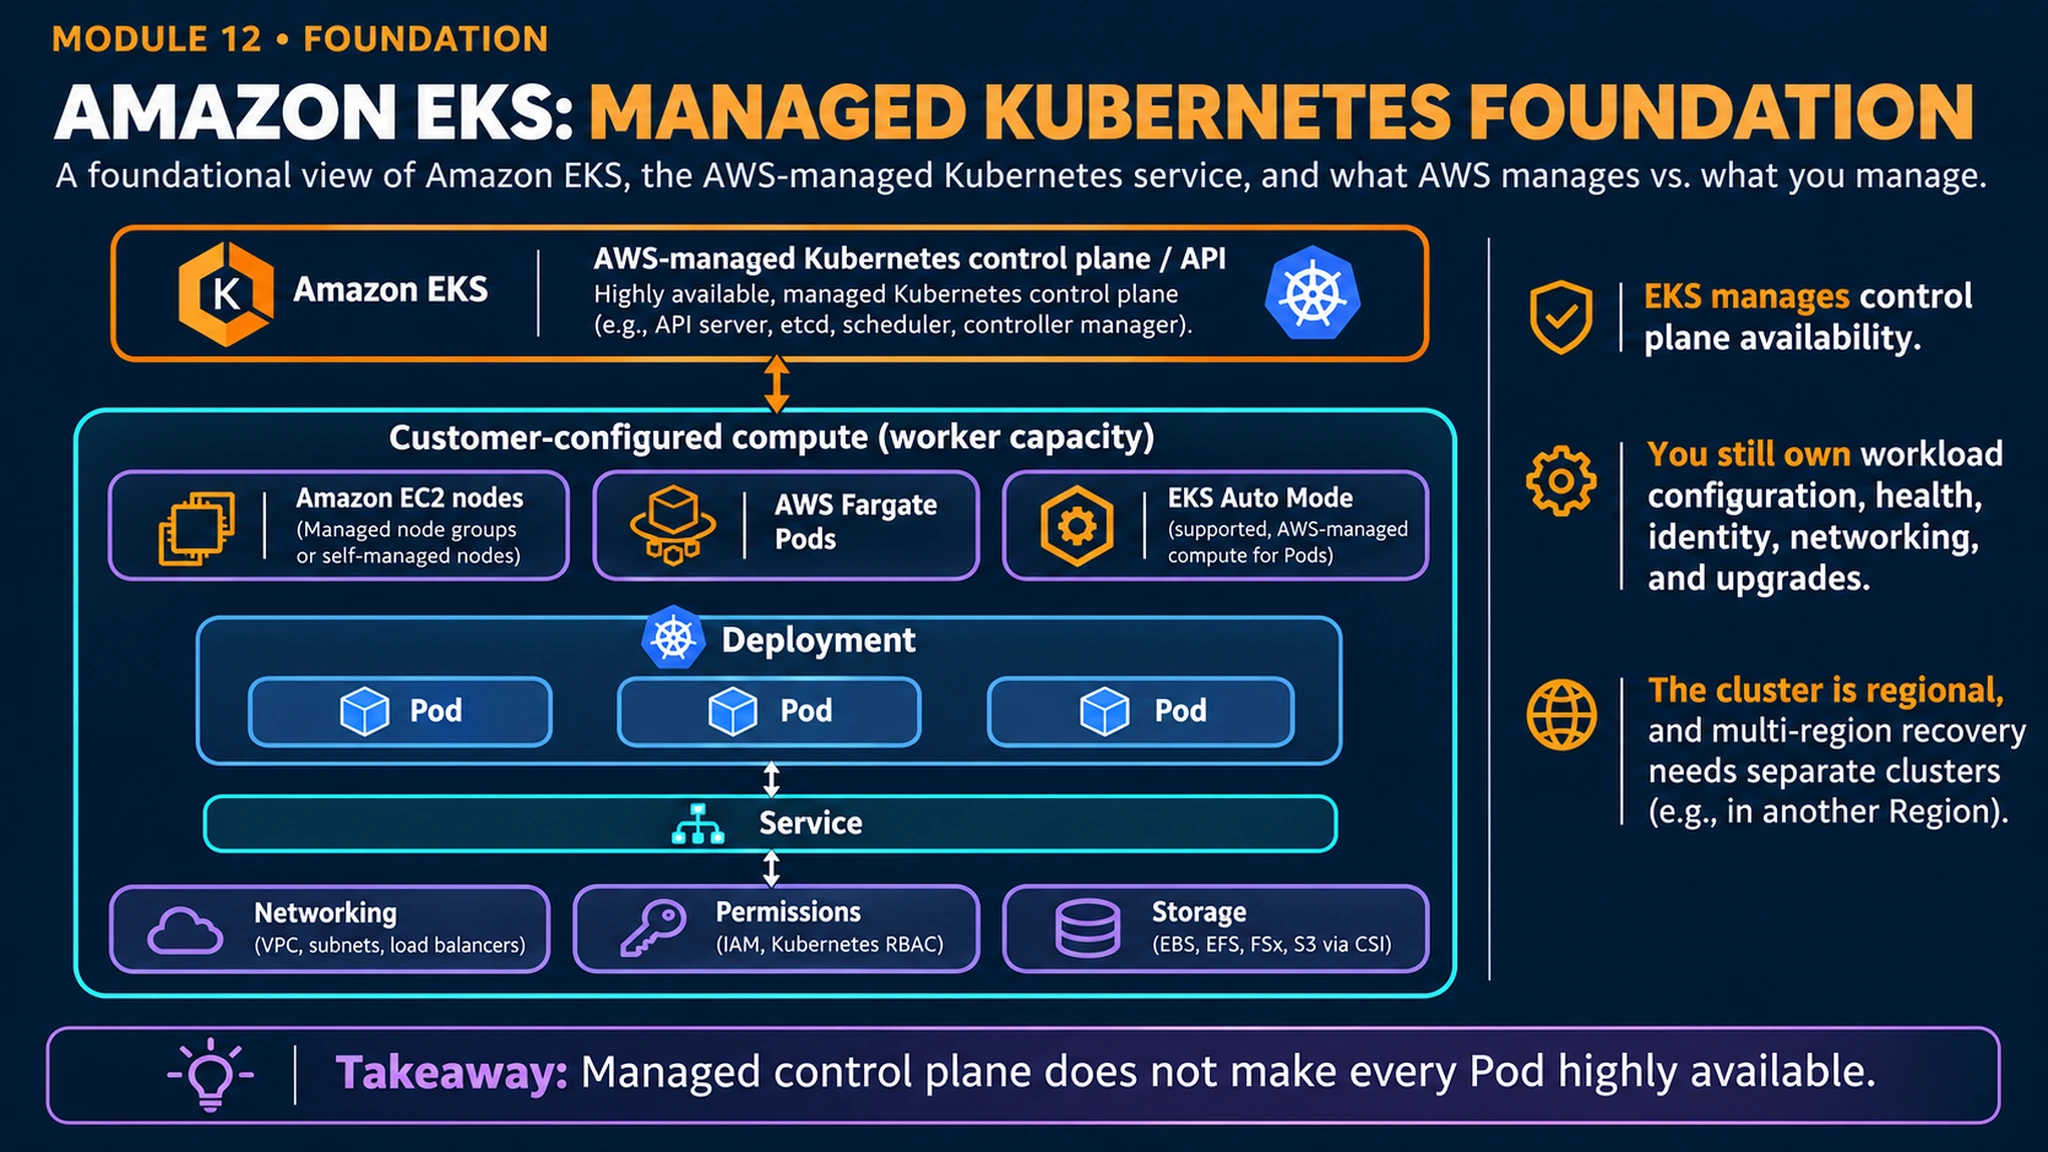 MODULE 12 • FOUNDATION
AMAZON EKS: MANAGED KUBERNETES FOUNDATION
A foundational view of Amazon EKS, the AWS-managed Kubernetes service, and what AWS manages vs. what you manage.
K
Amazon EKS
AWS-managed Kubernetes control plane / API
Highly available, managed Kubernetes control plane
(e.g., API server, etcd, scheduler, controller manager).
Customer-configured compute (worker capacity)
Amazon EC2 nodes
(Managed node groups
or self-managed nodes)
AWS Fargate
Pods
EKS Auto Mode
(supported, AWS-managed
compute for Pods)
Deployment
Pod
Pod
Pod
Service
Networking
(VPC, subnets, load balancers)
Permissions
(IAM, Kubernetes RBAC)
Storage
(EBS, EFS, FSx, S3 via CSI)
EKS manages control
plane availability.
You still own workload
configuration, health,
identity, networking,
and upgrades.
The cluster is regional,
and multi-region recovery
needs separate clusters
(e.g., in another Region).
Takeaway: Managed control plane does not make every Pod highly available.